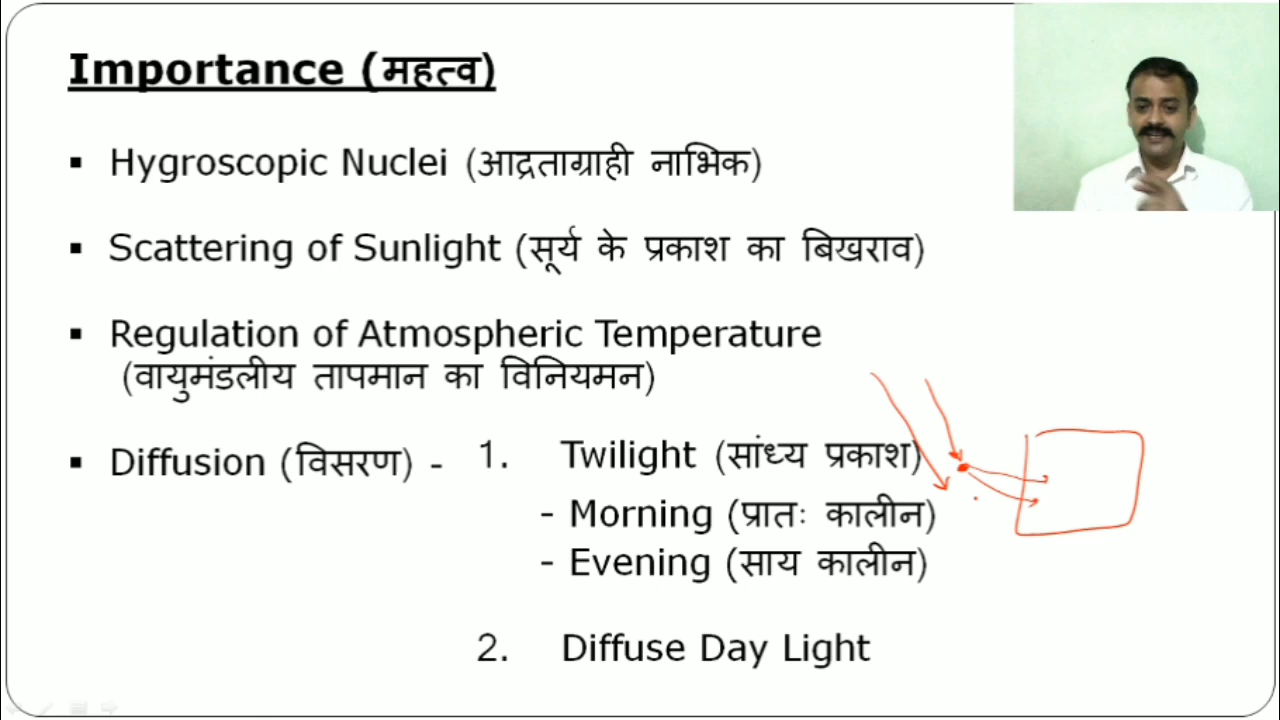 Importance (महत्व)
▪ Hygroscopic Nuclei (आद्रताग्राही नाभिक)
▪ Scattering of Sunlight (सूर्य के प्रकाश का बिखराव)
▪ Regulation of Atmospheric Temperature
(वायुमंडलीय तापमान का विनियमन)
▪ Diffusion (विसरण) - 1. Twilight (सांध्य प्रकाश)
- Morning (प्रातः कालीन)
- Evening (साय कालीन)
2. Diffuse Day Light